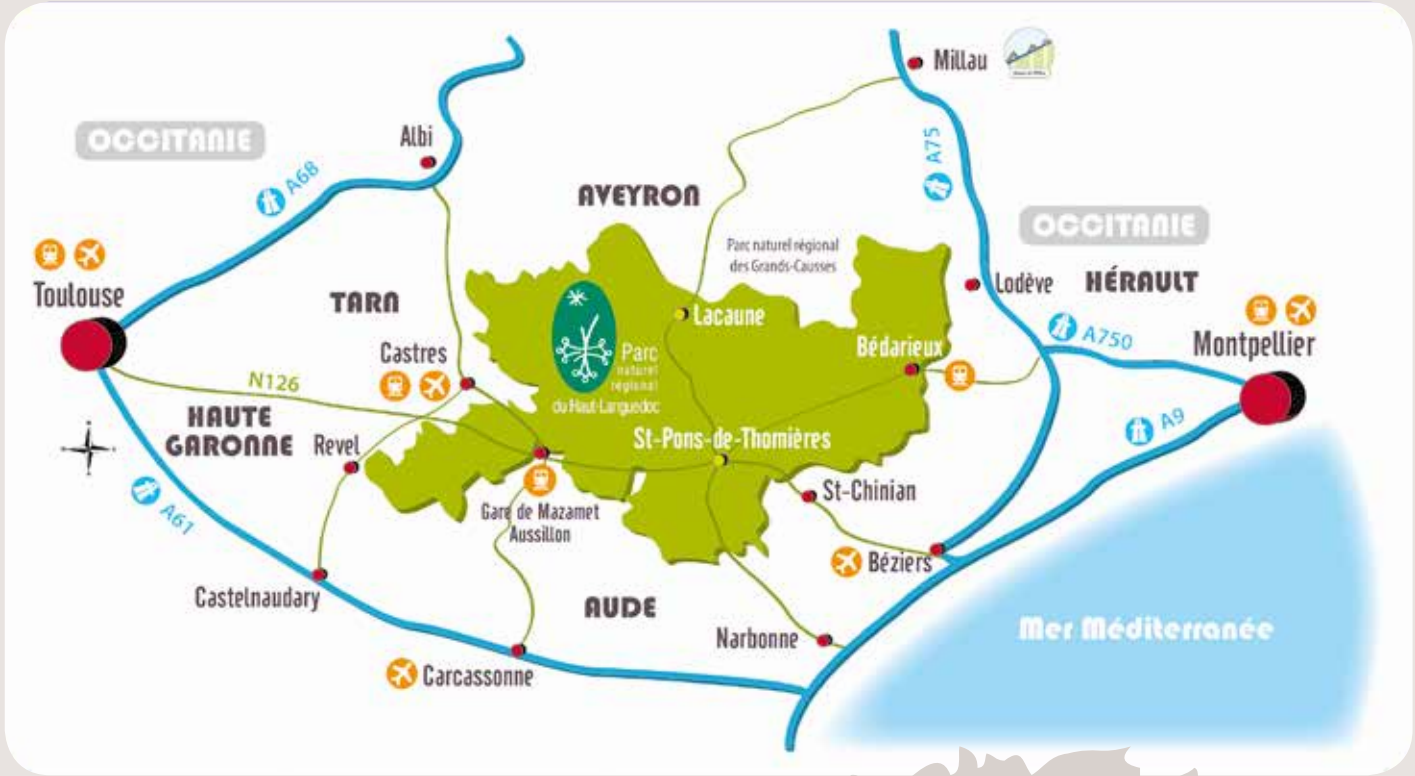 Millau
OCCITANIE
Albi
A68
A75
AVEYRON
OCCITANIE
Parc naturel régional
des Grands-Causses
Toulouse
TARN
Lodève
HÉRAULT
Lacaune
A750
Montpellier
Castres
Parc
naturel
régional
du Haut-Languedoc
Bédarieux
N126
HAUTE
GARONNE
Revel
St-Pons-de-Thomières
A9
A61
St-Chinian
Gare de Mazamet
Aussillon
Béziers
Castelnaudary
AUDE
Narbonne
Mer Méditerranée
Carcassonne